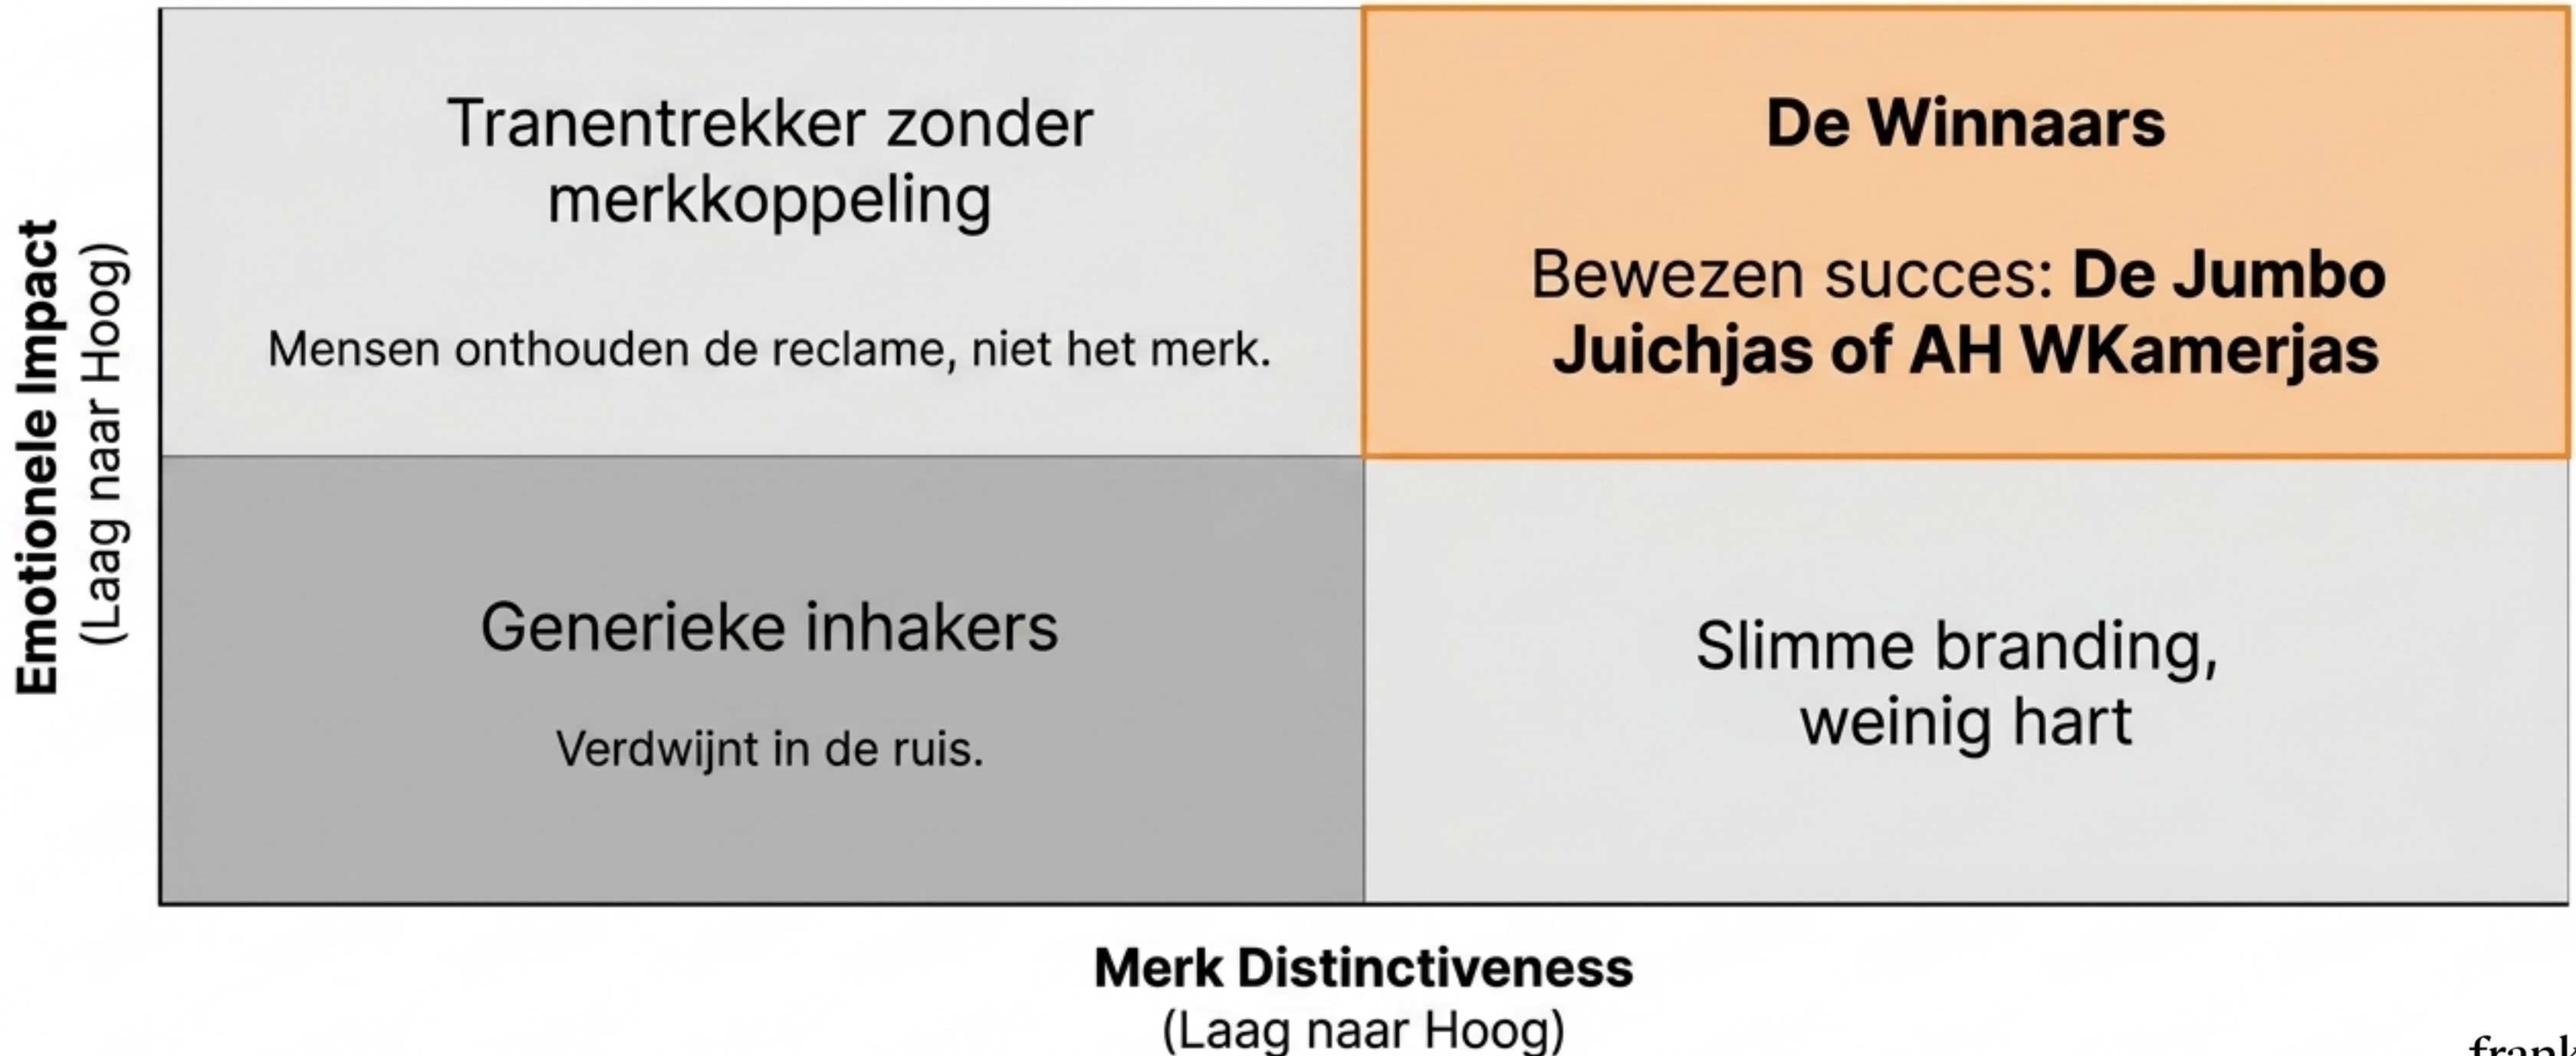 Emotionele Impact
(Laag naar Hoog)
Tranentrekker zonder
merkkoppeling
Mensen onthouden de reclame, niet het merk.
De Winnaars
Bewezen succes: De Jumbo
Juichjas of AH WKamerjas
Generieke inhakers
Verdwijnt in de ruis.
Slimme branding,
weinig hart
Merk Distinctiveness
(Laag naar Hoog)